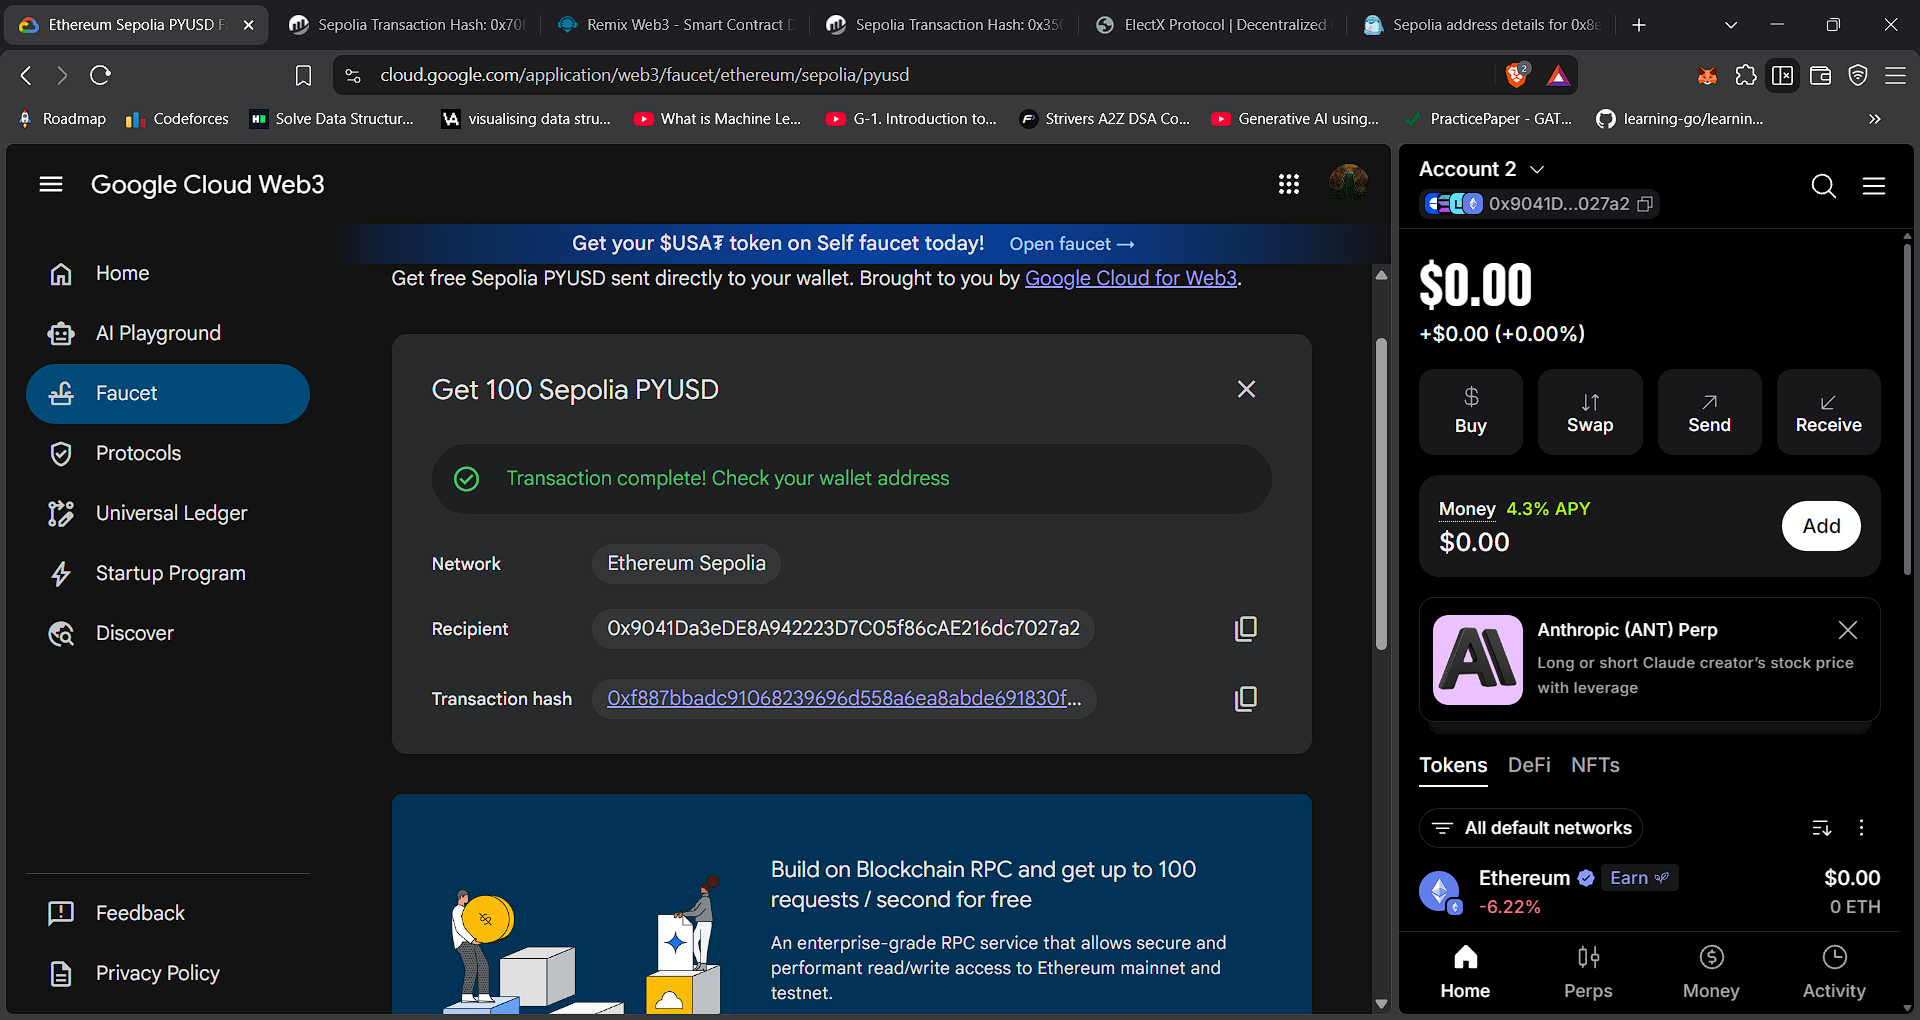 Ethereum Sepolia PYUSD F
Sepolia Transaction Hash: 0x70f
Remix Web3 - Smart Contract D
Sepolia Transaction Hash: 0x350
ElectX Protocol | Decentralized
Sepolia address details for 0x8e
cloud.google.com/application/web3/faucet/ethereum/sepolia/pyusd
2
Roadmap
Codeforces
Solve Data Structur...
visualising data stru...
What is Machine Le...
G-1. Introduction to...
Strivers A2Z DSA Co...
Generative AI using...
PracticePaper - GAT...
learning-go/learnin...
»
Google Cloud Web3
Home
AI Playground
Faucet
Protocols
Universal Ledger
Startup Program
Discover
Feedback
Privacy Policy
Get your $USA₮ token on Self faucet today! Open faucet →
Get free Sepolia PYUSD sent directly to your wallet. Brought to you by Google Cloud for Web3.
Get 100 Sepolia PYUSD
Transaction complete! Check your wallet address
Network Ethereum Sepolia
Recipient 0x9041Da3eDE8A942223D7C05f86cAE216dc7027a2
Transaction hash 0xf887bbadc91068239696d558a6ea8abde691830f...
Build on Blockchain RPC and get up to 100
requests / second for free
An enterprise-grade RPC service that allows secure and
performant read/write access to Ethereum mainnet and
testnet.
Account 2
0x9041D...027a2
$0.00
+$0.00 (+0.00%)
Buy
Swap
Send
Receive
Money 4.3% APY
$0.00
Add
Anthropic (ANT) Perp
Long or short Claude creator's stock price
with leverage
Tokens DeFi NFTs
All default networks
Ethereum Earn $0.00
-6.22% 0 ETH
Home
Perps
Money
Activity